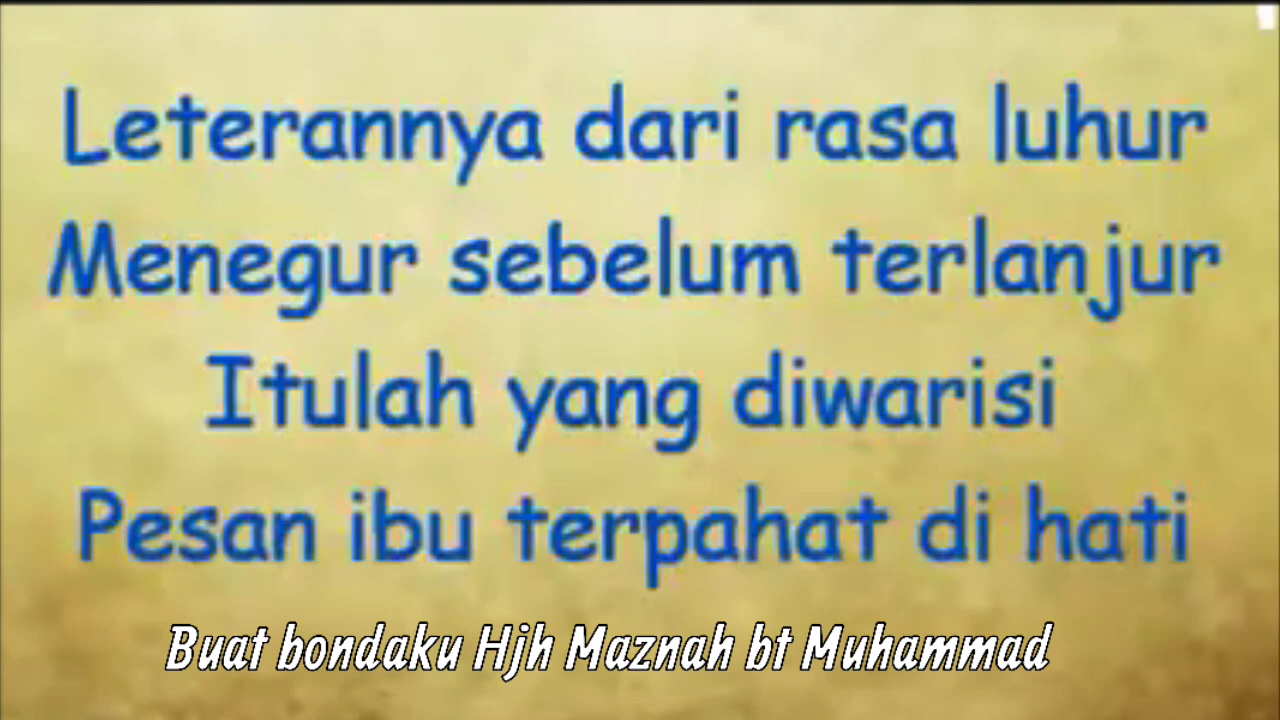 Leterannya dari rasa luhur
Menegur sebelum terlanjur
Itulah yang diwarisi
Pesan ibu terpahat di hati
Buat bondaku Hjh Maznah bt Muhammad